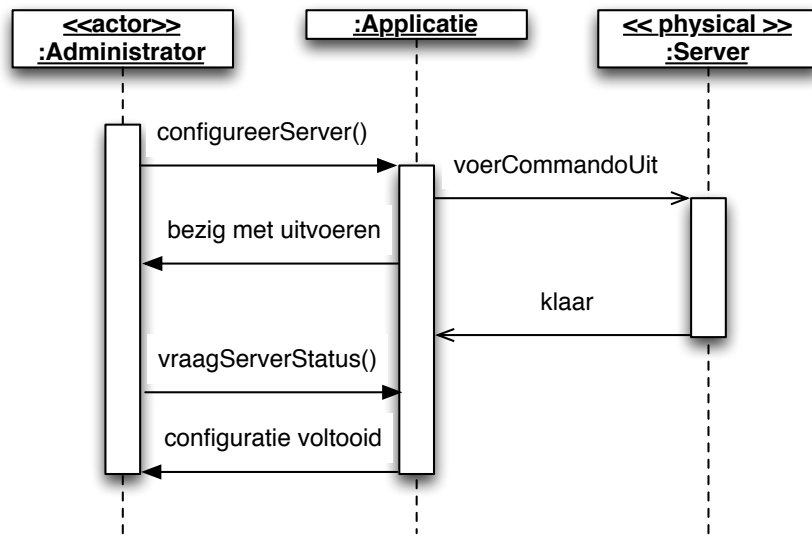 <<actor>>
:Administrator
:Applicatie
<< physical >>
:Server
configureerServer()
voerCommandoUit
bezig met uitvoeren
klaar
vraagServerStatus()
configuratie voltooid